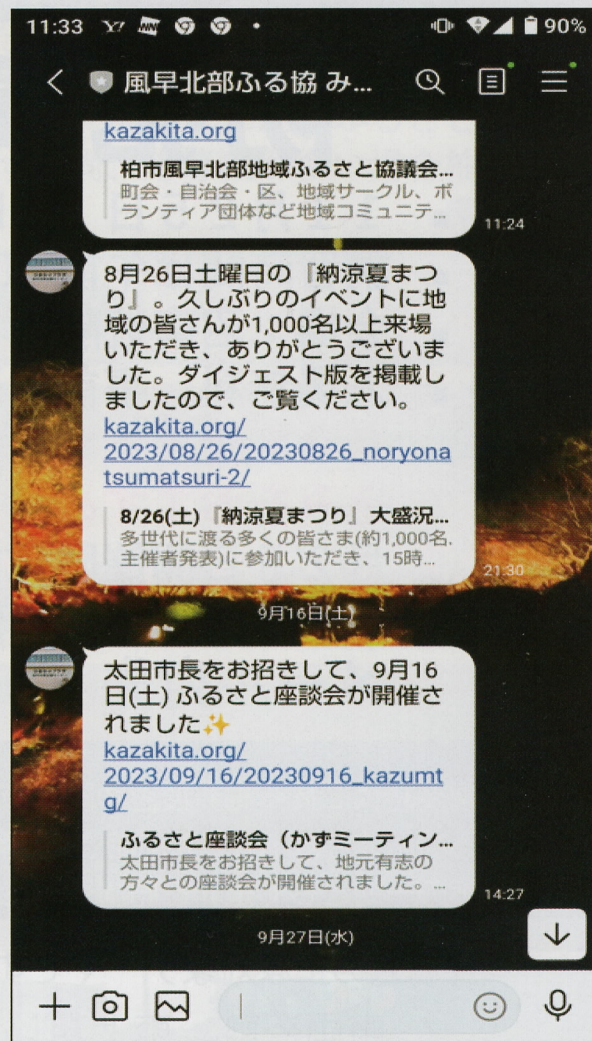 11:33
90%
風早北部ふる協 み...
kazakita.org
柏市風早北部地域ふるさと協議会...
町会・自治会・区、地域サークル、ボ
ランティア団体など地域コミュニテ...
11:24
8月26日土曜日の『納涼夏まつ
り』。久しぶりのイベントに地
域の皆さんが1,000名以上来場
いただき、ありがとうございま
した。ダイジェスト版を掲載し
ましたので、ご覧ください。
kazakita.org/
2023/08/26/20230826_noryona
tsumatsuri-2/
8/26(土)『納涼夏まつり』大盛況...
多世代に渡る多くの皆さま(約1,000名.
主催者発表)に参加いただき、15時...
21:30
9月16日(土)
太田市長をお招きして、9月16
日(土) ふるさと座談会が開催さ
れました✨
kazakita.org/
2023/09/16/20230916_kazumt
g/
ふるさと座談会（かずミーティン...
太田市長をお招きして、地元有志の
方々との座談会が開催されました。...
14:27
9月27日(水)